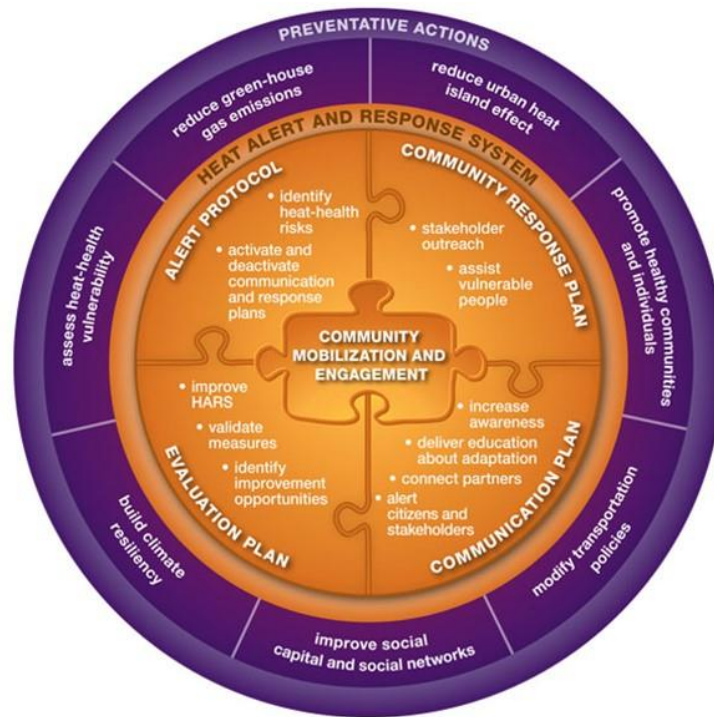 PREVENTATIVE ACTIONS
reduce green-house
gas emissions
reduce urban heat
island effect
promote healthy communities
and individuals
modify transportation
policies
improve social
capital and social networks
build climate
resiliency
assess heat-health
vulnerability
HEAT ALERT AND RESPONSE SYSTEM
ALERT PROTOCOL
• identify
heat-health
risks
• activate and
deactivate
communication
and response
plans
COMMUNITY RESPONSE PLAN
• stakeholder
outreach
• assist
vulnerable
people
COMMUNITY
MOBILIZATION AND
ENGAGEMENT
EVALUATION PLAN
• improve
HARS
• validate
measures
• identify
improvement
opportunities
COMMUNICATION PLAN
• increase
awareness
• deliver education
about adaptation
• connect partners
• alert
citizens and
stakeholders